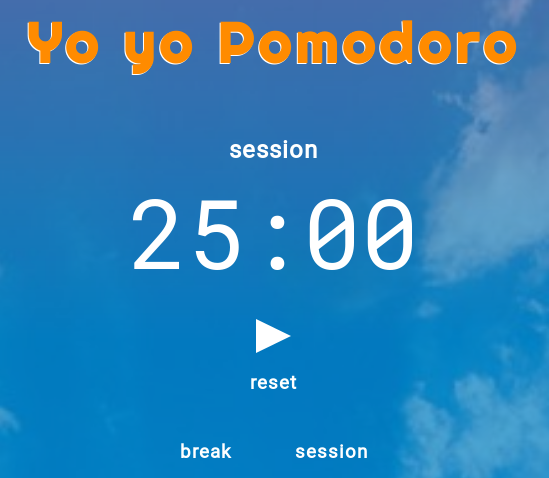 Yo yo Pomodoro
session
25:00
reset
break session